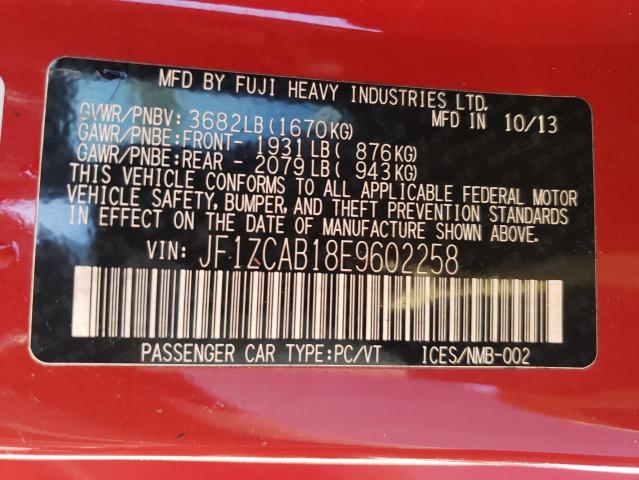 MFD BY FUJI HEAVY INDUSTRIES LTD.
GVWR/PNBV: 3682LB(1670KG) MFD IN 10/13
GAWR/PNBE:FRONT- 1931LB( 876KG)
GAWR/PNBE:REAR - 2079LB( 943KG)
THIS VEHICLE CONFORMS TO ALL APPLICABLE FEDERAL MOTOR
VEHICLE SAFETY, BUMPER, AND THEFT PREVENTION STANDARDS
IN EFFECT ON THE DATE OF MANUFACTURE SHOWN ABOVE.
VIN: JF1ZCAB18E9602258
PASSENGER CAR TYPE:PC/VT ICES/NMB-002